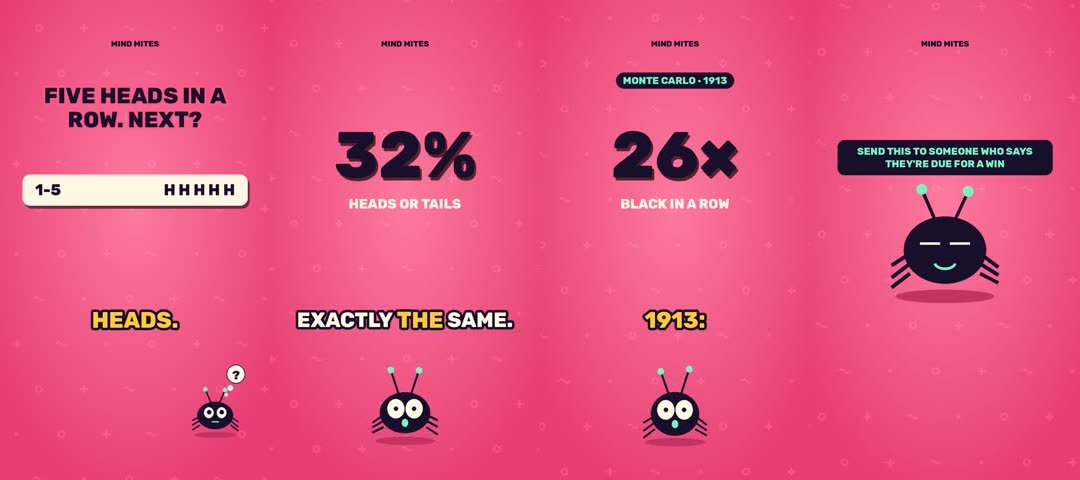 MIND MITES
FIVE HEADS IN A
ROW. NEXT?
1-5 HHHHH
HEADS.
?
MIND MITES
32%
HEADS OR TAILS
EXACTLY THE SAME.
MIND MITES
MONTE CARLO · 1913
26×
BLACK IN A ROW
1913:
MIND MITES
SEND THIS TO SOMEONE WHO SAYS
THEY'RE DUE FOR A WIN